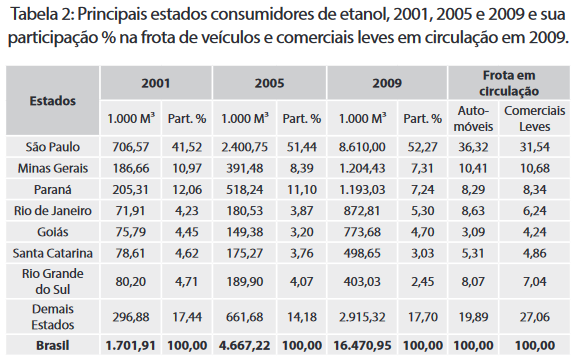 Tabela 2: Principais estados consumidores de etanol, 2001, 2005 e 2009 e sua
participação % na frota de veículos e comerciais leves em circulação em 2009.
Estados 2001 2005 2009 Frota em circulação
1.000 M³ Part. % 1.000 M³ Part. % 1.000 M³ Part. % Auto-móveis Comerciais Leves
São Paulo 706,57 41,52 2.400,75 51,44 8.610,00 52,27 36,32 31,54
Minas Gerais 186,66 10,97 391,48 8,39 1.204,43 7,31 10,41 10,68
Paraná 205,31 12,06 518,24 11,10 1.193,03 7,24 8,29 8,34
Rio de Janeiro 71,91 4,23 180,53 3,87 872,81 5,30 8,63 6,24
Goiás 75,79 4,45 149,38 3,20 773,68 4,70 3,09 4,24
Santa Catarina 78,61 4,62 175,27 3,76 498,65 3,03 5,31 4,86
Rio Grande do Sul 80,20 4,71 189,90 4,07 403,03 2,45 8,07 7,04
Demais Estados 296,88 17,44 661,68 14,18 2.915,32 17,70 19,89 27,06
Brasil 1.701,91 100,00 4.667,22 100,00 16.470,95 100,00 100,00 100,00